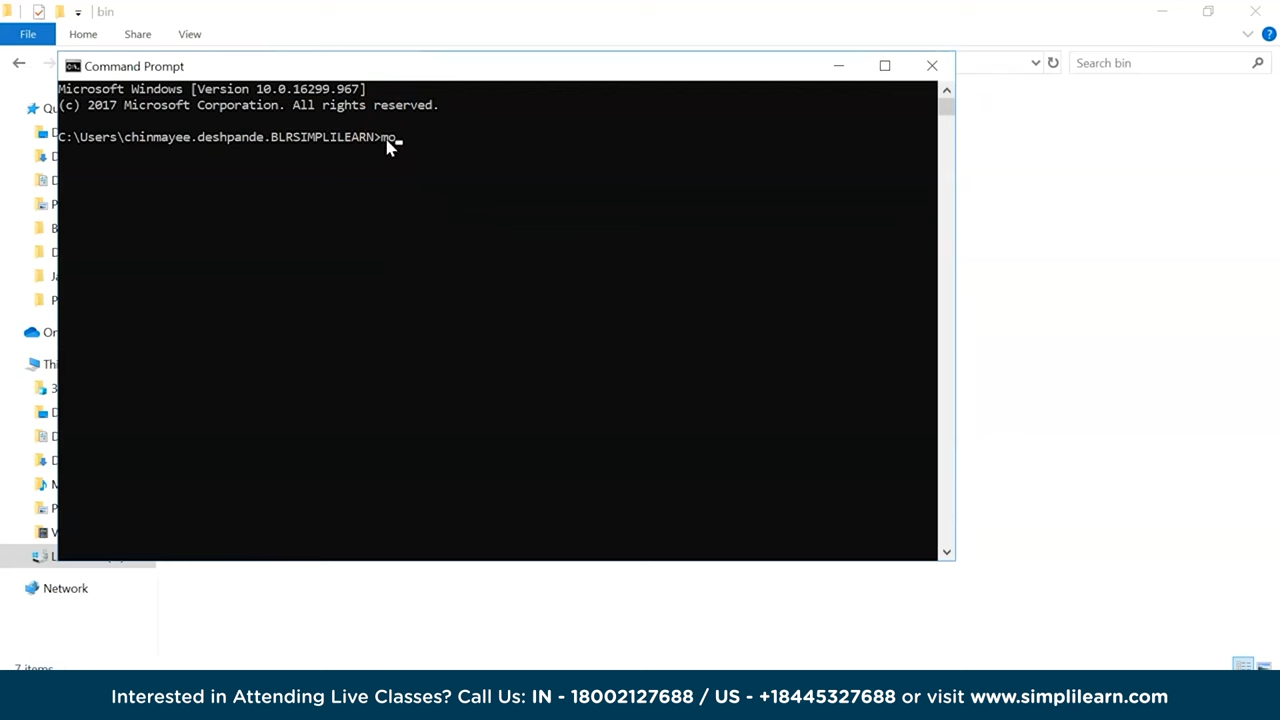 bin
File Home Share View
Search bin
Command Prompt
Microsoft Windows [Version 10.0.16299.967]
(c) 2017 Microsoft Corporation. All rights reserved.
C:\Users\chinmayee.deshpande.BLRSIMPLILEARN>mo
Network
7 items
Interested in Attending Live Classes? Call Us: IN - 18002127688 / US - +18445327688 or visit www.simplilearn.com